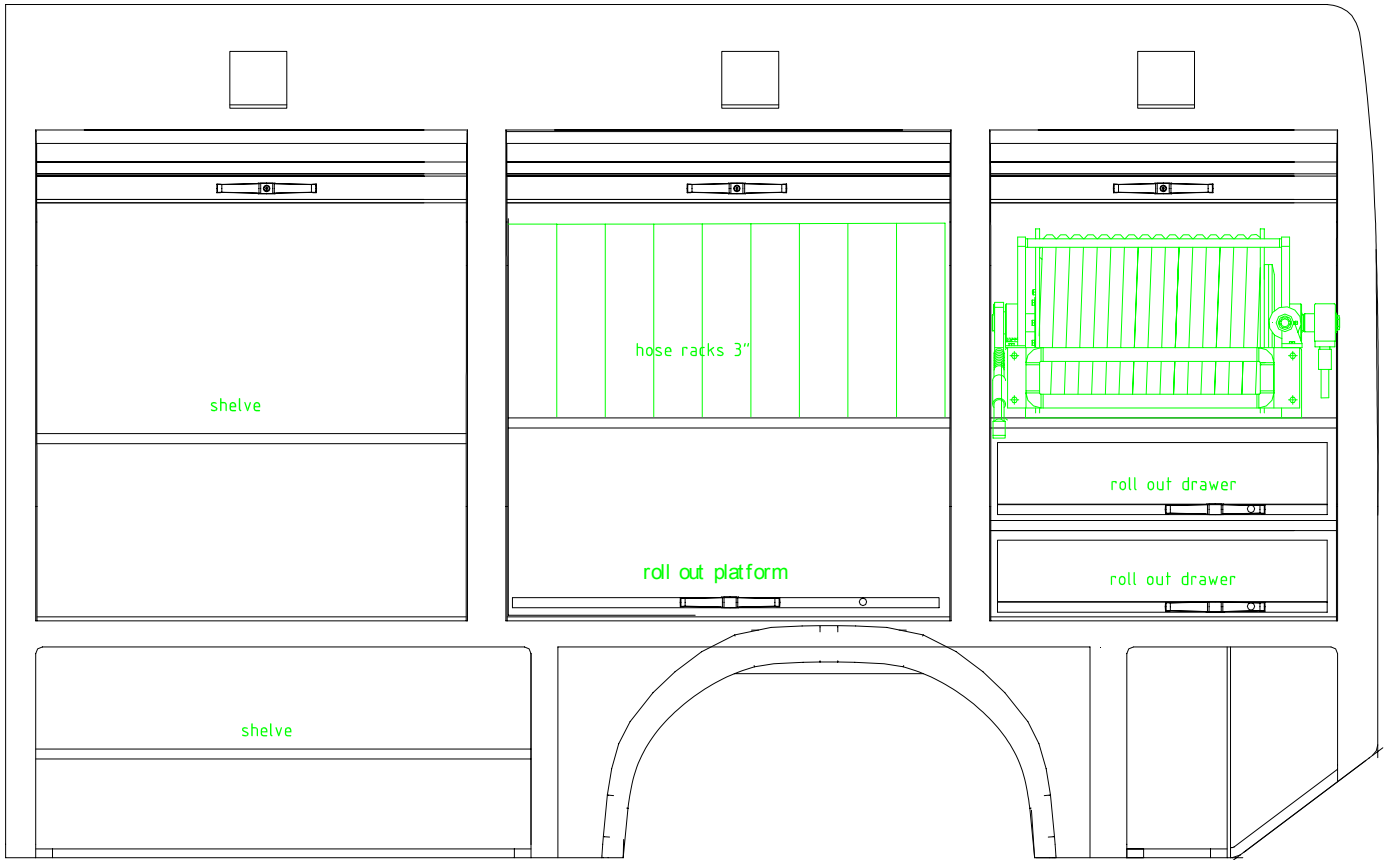 hose racks 3"
shelve
roll out drawer
roll out platform
roll out drawer
shelve